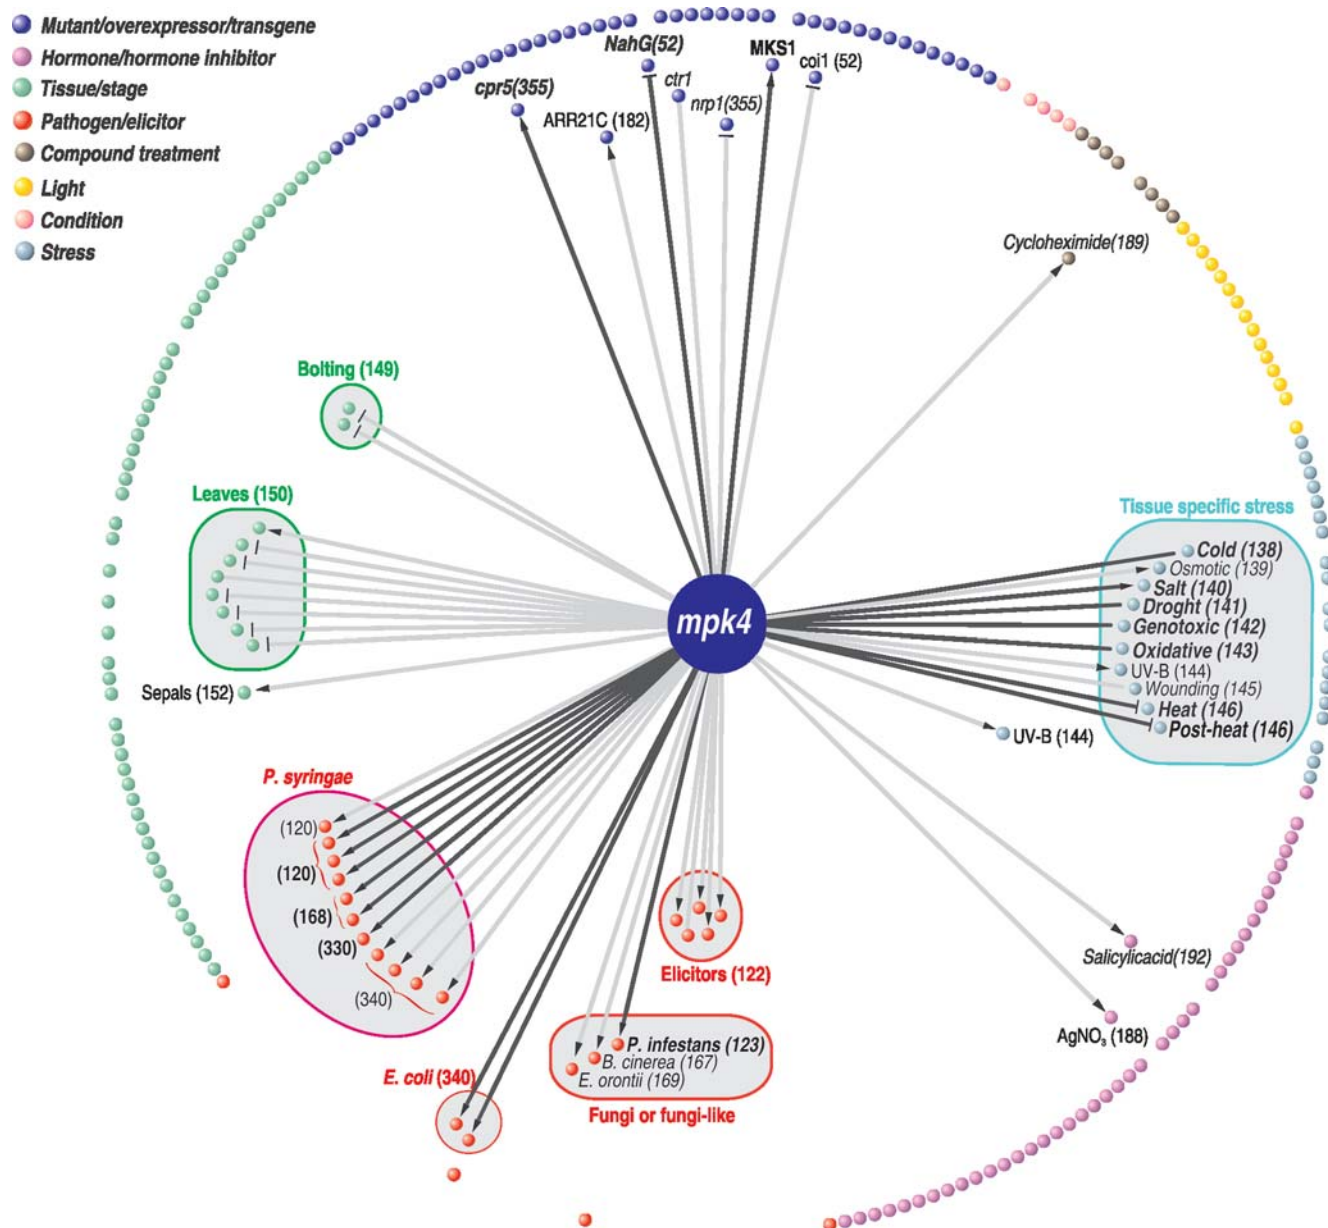 Mutant/overexpressor/transgene
Hormone/hormone inhibitor
Tissue/stage
Pathogen/elicitor
Compound treatment
Light
Condition
Stress
NahG(52)
MKS1
coi1 (52)
cpr5(355)
ctr1
nrp1(355)
ARR21C (182)
Cycloheximide(189)
Bolting (149)
Leaves (150)
Sepals (152)
mpk4
Tissue specific stress
Cold (138)
Osmotic (139)
Salt (140)
Droght (141)
Genotoxic (142)
Oxidative (143)
UV-B (144)
Wounding (145)
Heat (146)
Post-heat (146)
UV-B (144)
P. syringae
(120)
(120)
(168)
(330)
(340)
Elicitors (122)
Salicylicacid(192)
AgNO₃ (188)
P. infestans (123)
B. cinerea (167)
E. orontii (169)
Fungi or fungi-like
E. coli (340)